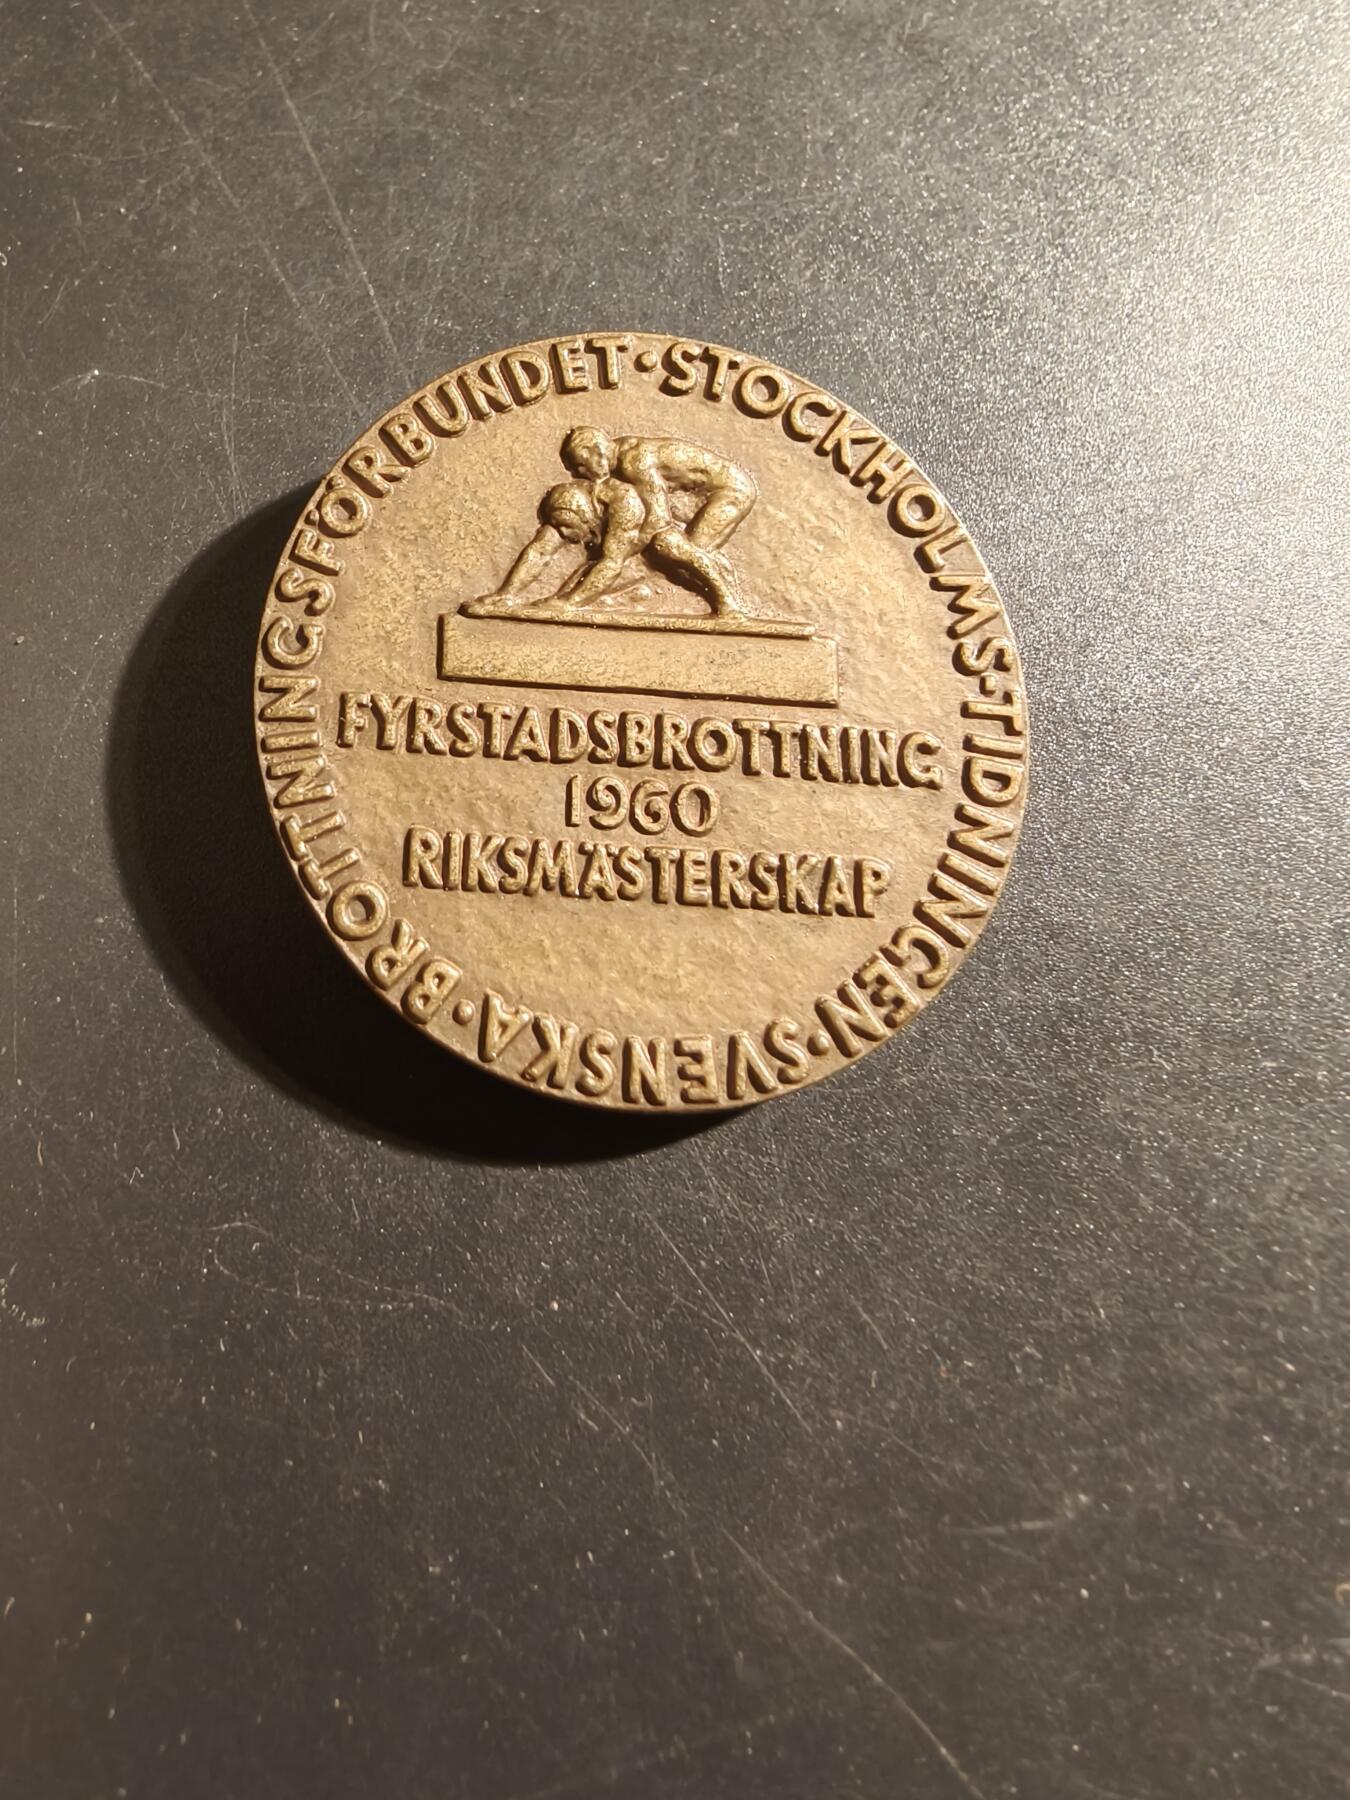 STOCKHOLMS-TIDNINGEN · SVENSKA · BROTTNINGSFÖRBUNDET ·
FYRSTADSBROTTNING
1960
RIKSMÄSTERSKAP